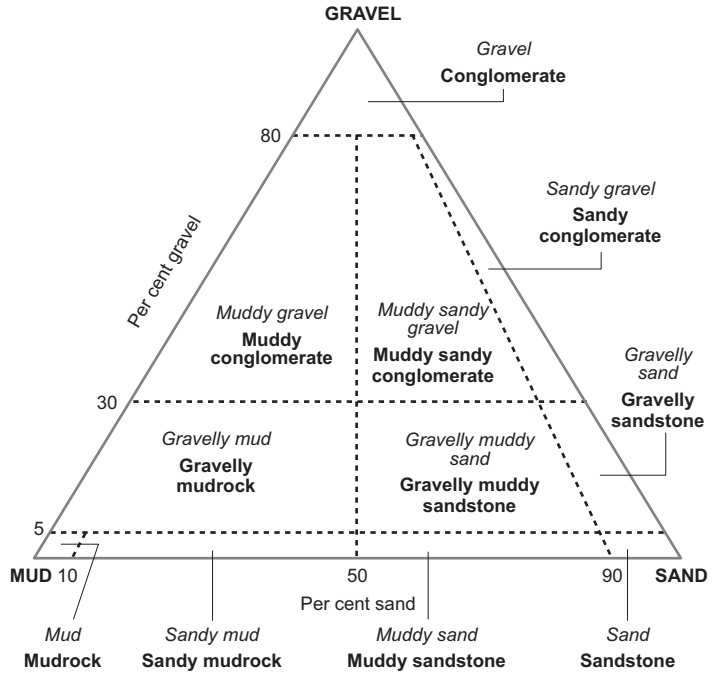 GRAVEL
Gravel
Conglomerate
80
Sandy gravel
Sandy
conglomerate
Per cent gravel
Muddy gravel
Muddy
conglomerate
Muddy sandy
gravel
Muddy sandy
conglomerate
Gravelly
sand
Gravelly
sandstone
30
Gravelly mud
Gravelly
mudrock
Gravelly muddy
sand
Gravelly muddy
sandstone
5
MUD 10 50 90 SAND
Per cent sand
Mud
Mudrock
Sandy mud
Sandy mudrock
Muddy sand
Muddy sandstone
Sand
Sandstone